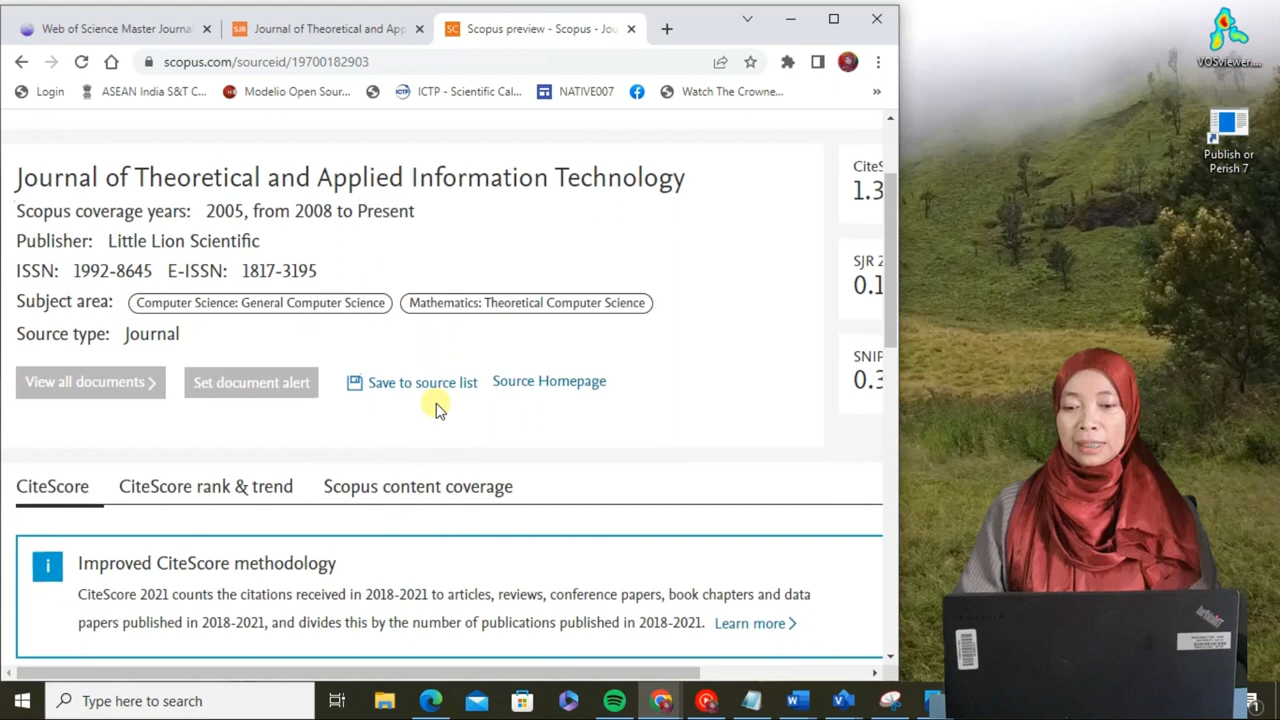 Web of Science Master Journal
Journal of Theoretical and App
Scopus preview - Scopus - Jou
scopus.com/sourceid/19700182903
Login
ASEAN India S&T C...
Modelio Open Sour...
ICTP - Scientific Cal...
NATIVE007
Watch The Crowne...
VOSviewer....
Publish or
Perish 7
Journal of Theoretical and Applied Information Technology
Scopus coverage years: 2005, from 2008 to Present
Publisher: Little Lion Scientific
ISSN: 1992-8645 E-ISSN: 1817-3195
Subject area: Computer Science: General Computer Science Mathematics: Theoretical Computer Science
Source type: Journal
View all documents
Set document alert
Save to source list
Source Homepage
CiteS
1.3
SJR 2
0.1
SNIP
0.3
CiteScore CiteScore rank & trend Scopus content coverage
Improved CiteScore methodology
CiteScore 2021 counts the citations received in 2018-2021 to articles, reviews, conference papers, book chapters and data
papers published in 2018-2021, and divides this by the number of publications published in 2018-2021. Learn more
Type here to search